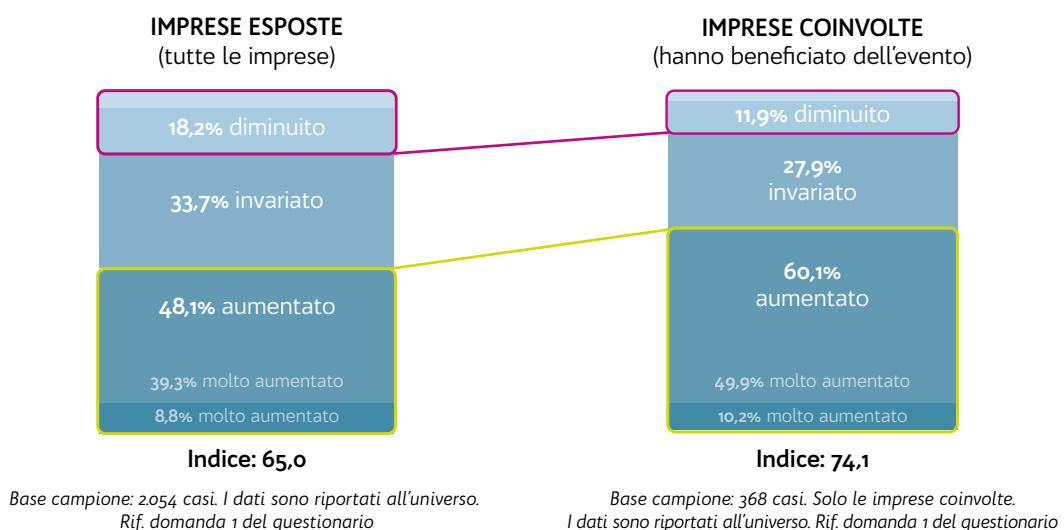 IMPRESE ESPOSTE
(tutte le imprese)
18,2% diminuito
33,7% invariato
48,1% aumentato
39,3% molto aumentato
8,8% molto aumentato
Indice: 65,0
Base campione: 2.054 casi. I dati sono riportati all'universo.
Rif. domanda 1 del questionario
IMPRESE COINVOLTE
(hanno beneficiato dell'evento)
11,9% diminuito
27,9%
invariato
60,1%
aumentato
49,9% molto aumentato
10,2% molto aumentato
Indice: 74,1
Base campione: 368 casi. Solo le imprese coinvolte.
I dati sono riportati all'universo. Rif. domanda 1 del questionario